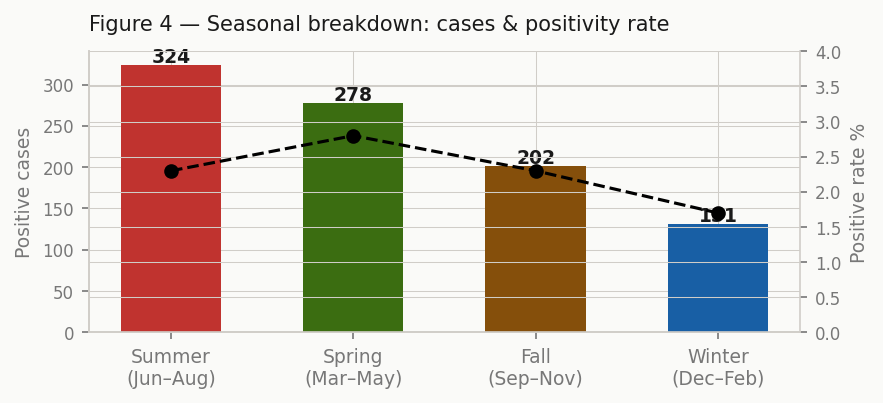 Figure 4 — Seasonal breakdown: cases & positivity rate
Positive cases
300
250
200
150
100
50
0
324
278
202
4.0
3.5
3.0
2.5
2.0
1.5
1.0
0.5
0.0
Positive rate %
Summer
(Jun–Aug)
Spring
(Mar–May)
Fall
(Sep–Nov)
Winter
(Dec–Feb)